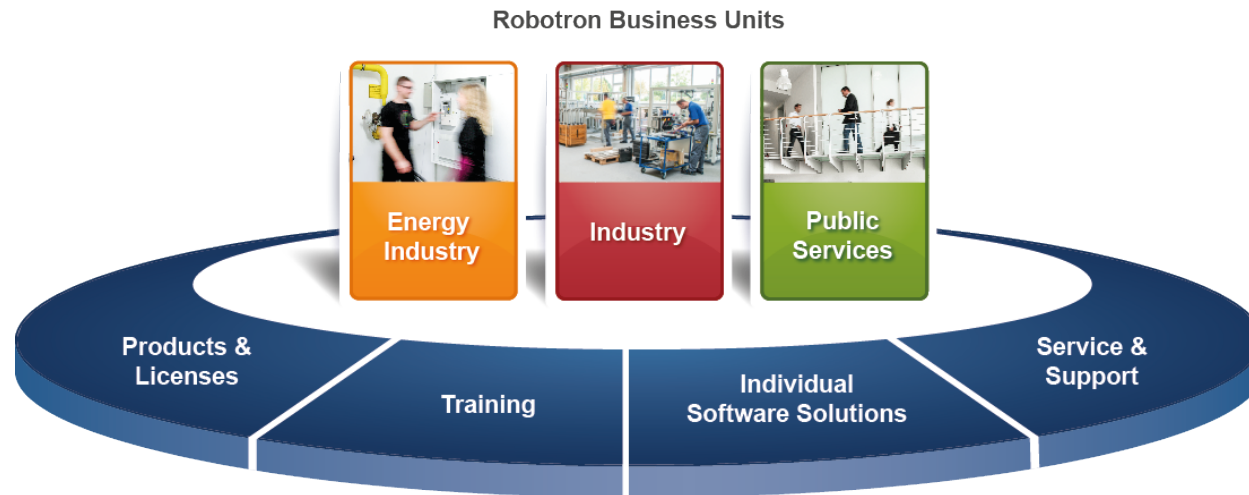 Robotron Business Units
Energy
Industry
Industry
Public
Services
Products &
Licenses
Training
Individual
Software Solutions
Service &
Support